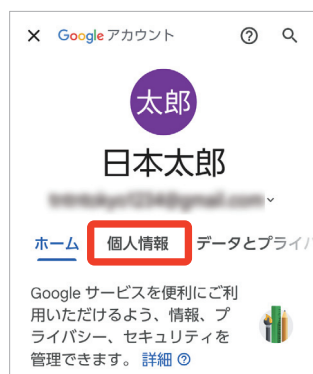 Google アカウント
太郎
日本太郎
ホーム 個人情報 データとプライバ
Google サービスを便利にご利
用いただけるよう、情報、プ
ライバシー、セキュリティを
管理できます。詳細